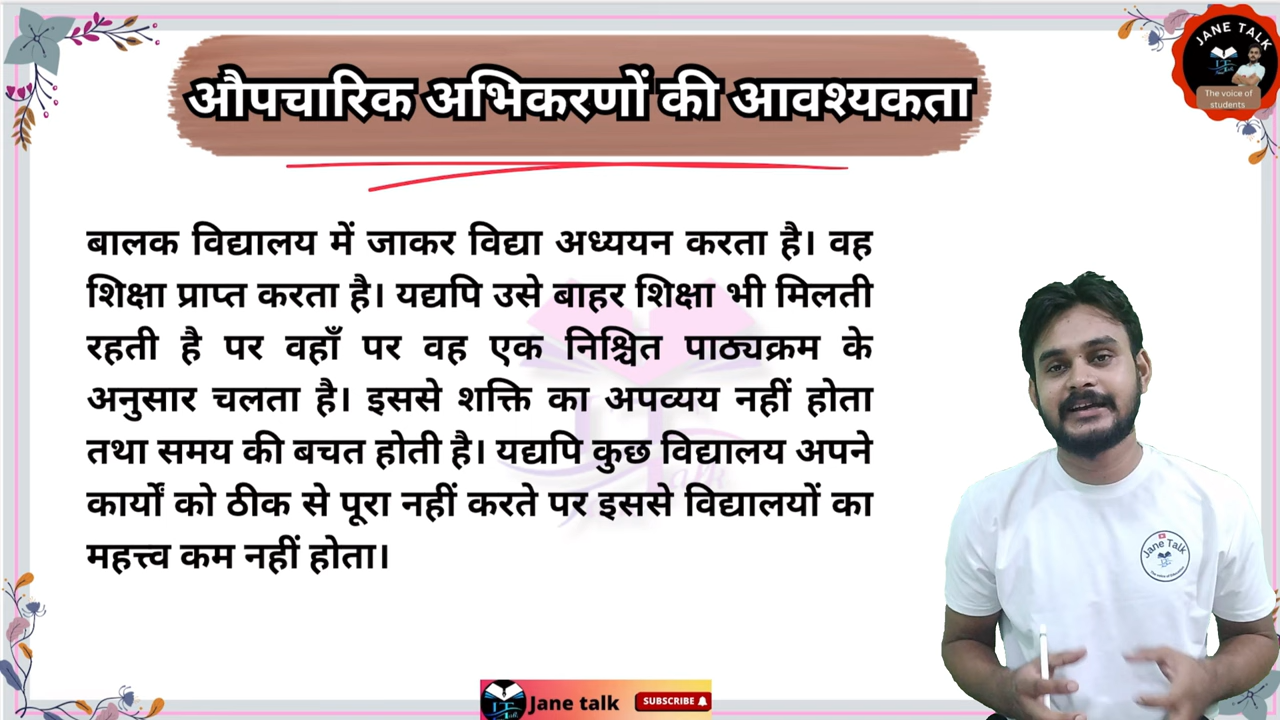 औपचारिक अभिकरणों की आवश्यकता
JANE TALK
The voice of
students
बालक विद्यालय में जाकर विद्या अध्ययन करता है। वह
शिक्षा प्राप्त करता है। यद्यपि उसे बाहर शिक्षा भी मिलती
रहती है पर वहाँ पर वह एक निश्चित पाठ्यक्रम के
अनुसार चलता है। इससे शक्ति का अपव्यय नहीं होता
तथा समय की बचत होती है। यद्यपि कुछ विद्यालय अपने
कार्यों को ठीक से पूरा नहीं करते पर इससे विद्यालयों का
महत्त्व कम नहीं होता।
Jane Talk
Jane talk
SUBSCRIBE